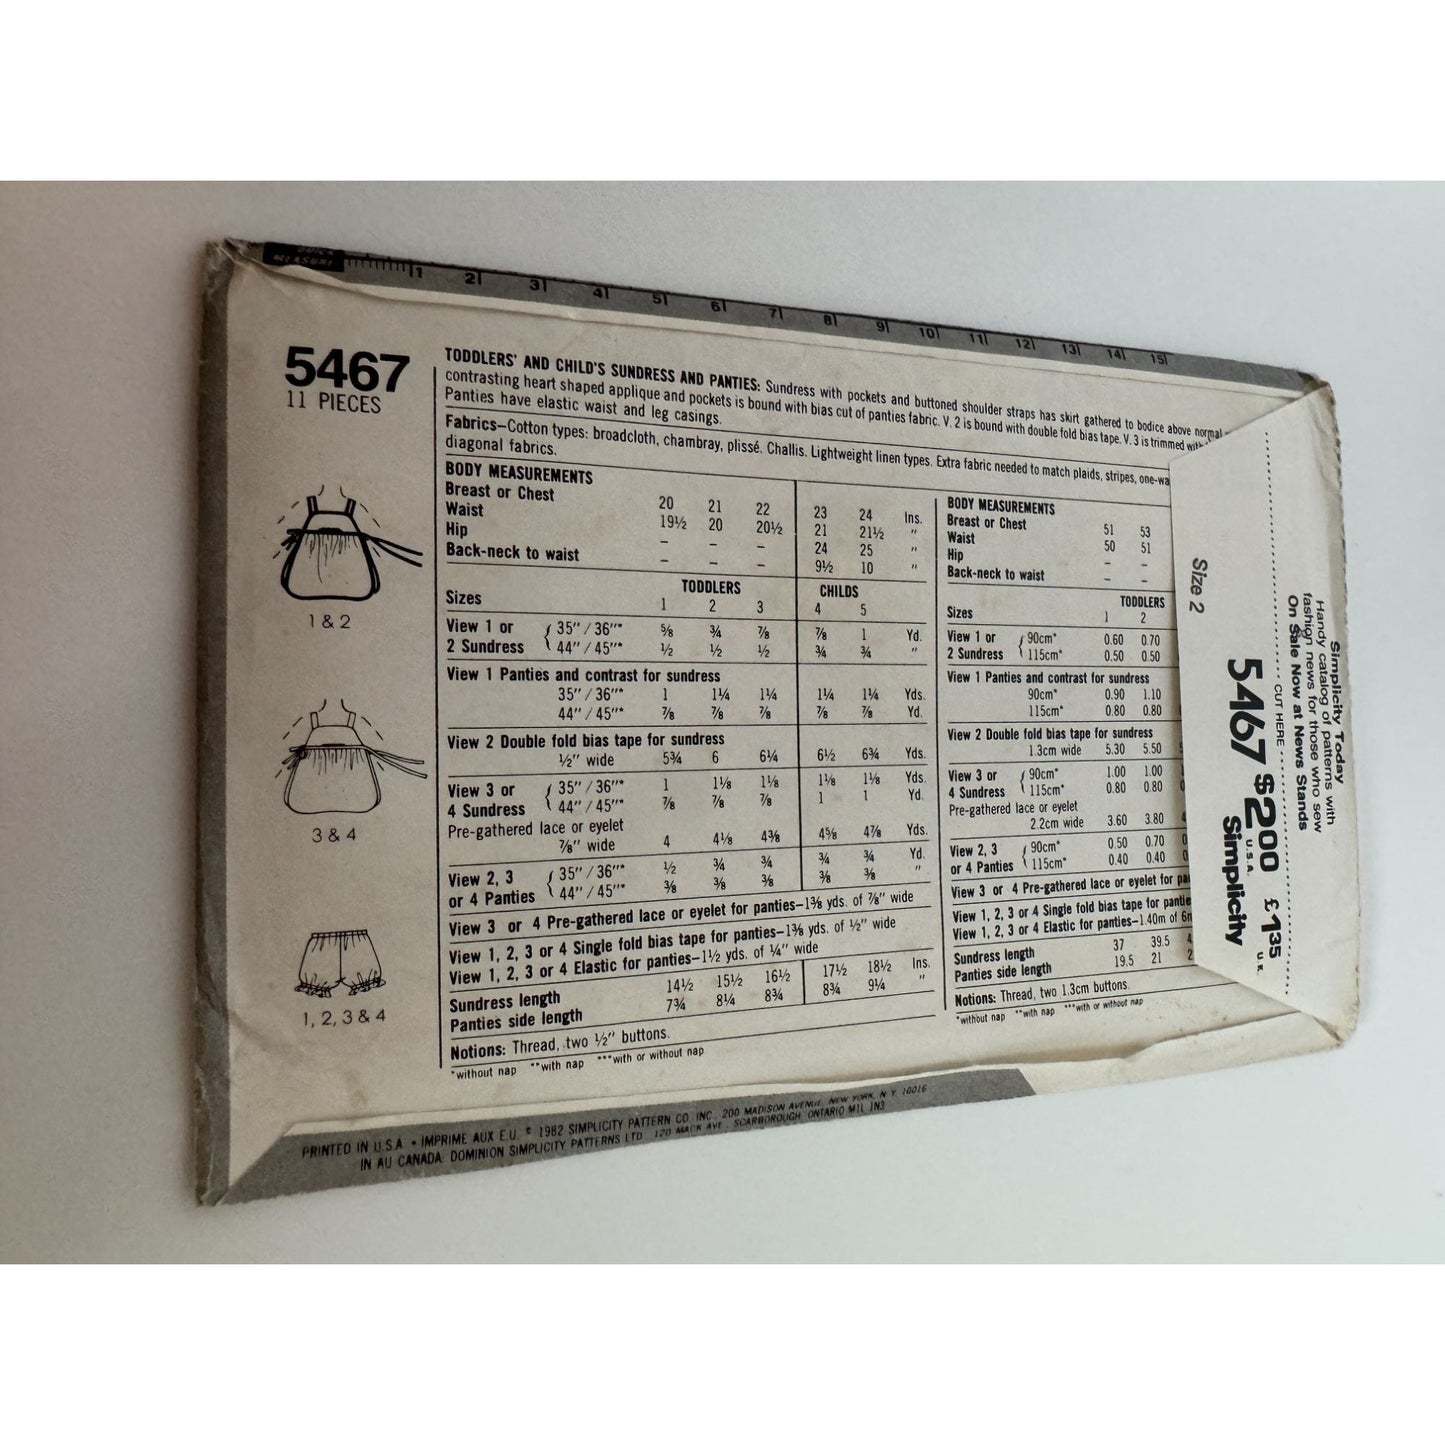 MEASURE
1 2 3 4 5 6 7 8 9 10 11 12 13 14 15
5467
11 PIECES
1 & 2
3 & 4
1, 2, 3 & 4
TODDLERS' AND CHILD'S SUNDRESS AND PANTIES: Sundress with pockets and buttoned shoulder straps has skirt gathered to bodice above normal
contrasting heart shaped applique and pockets is bound with bias cut of panties fabric. V. 2 is bound with double fold bias tape. V. 3 is trimmed with
Panties have elastic waist and leg casings.
Fabrics—Cotton types: broadcloth, chambray, plissé. Challis. Lightweight linen types. Extra fabric needed to match plaids, stripes, one-wa
diagonal fabrics.
BODY MEASUREMENTS
Breast or Chest 20 21 22 23 24 Ins.
Waist 19½ 20 20½ 21 21½ "
Hip – – – 24 25 "
Back-neck to waist – – – 9½ 10 "
TODDLERS CHILDS
Sizes 1 2 3 4 5
View 1 or { 35"/36"* ⅝ ¾ ⅞ ⅞ 1 Yd.
2 Sundress 44"/45"* ½ ½ ½ ¾ ¾ "
View 1 Panties and contrast for sundress
35"/36"* 1 1¼ 1¼ 1¼ 1¼ Yds.
44"/45"* ⅞ ⅞ ⅞ ⅞ ⅞ Yd.
View 2 Double fold bias tape for sundress
½" wide 5¾ 6 6¼ 6½ 6¾ Yds.
View 3 or { 35"/36"* 1 1⅛ 1⅛ 1⅛ 1⅛ Yds.
4 Sundress 44"/45"* ⅞ ⅞ ⅞ 1 1 Yd.
Pre-gathered lace or eyelet
⅞" wide 4 4⅛ 4⅜ 4⅝ 4⅞ Yds.
View 2, 3 { 35"/36"* ½ ¾ ¾ ¾ ¾ Yd.
or 4 Panties 44"/45"* ⅜ ⅜ ⅜ ⅜ ⅜ "
View 3 or 4 Pre-gathered lace or eyelet for panties—1⅜ yds. of ⅞" wide
View 1, 2, 3 or 4 Single fold bias tape for panties—1⅜ yds. of ½" wide
View 1, 2, 3 or 4 Elastic for panties—1½ yds. of ¼" wide
Sundress length 14½ 15½ 16½ 17½ 18½ Ins.
Panties side length 7¾ 8¼ 8¾ 8¾ 9¼ "
Notions: Thread, two ½" buttons.
*without nap **with nap ***with or without nap
BODY MEASUREMENTS
Breast or Chest 51 53
Waist 50 51
Hip – –
Back-neck to waist – –
TODDLERS
Sizes 1 2
View 1 or { 90cm* 0.60 0.70
2 Sundress 115cm* 0.50 0.50
View 1 Panties and contrast for sundress
90cm* 0.90 1.10
115cm* 0.80 0.80
View 2 Double fold bias tape for sundress
1.3cm wide 5.30 5.50
View 3 or { 90cm* 1.00 1.00
4 Sundress 115cm* 0.80 0.80
Pre-gathered lace or eyelet
2.2cm wide 3.60 3.80 4
View 2, 3 { 90cm* 0.50 0.70 0
or 4 Panties 115cm* 0.40 0.40 0
View 3 or 4 Pre-gathered lace or eyelet for pa
View 1, 2, 3 or 4 Single fold bias tape for pantie
View 1, 2, 3 or 4 Elastic for panties—1.40m of 6n
Sundress length 37 39.5 4
Panties side length 19.5 21 2
Notions: Thread, two 1.3cm buttons.
*without nap **with nap ***with or without nap
Size 2
Simplicity Today
Handy catalog of patterns with
fashion news for those who sew
On Sale Now at News Stands
CUT HERE
5467 $2.00 U.S.A. £1.35 U.K.
Simplicity
PRINTED IN U.S.A. • IMPRIME AUX E.U. © 1982 SIMPLICITY PATTERN CO. INC. 200 MADISON AVENUE, NEW YORK, N.Y. 10016
IN AU CANADA: DOMINION SIMPLICITY PATTERNS LTD. 120 MACK AVE. SCARBOROUGH, ONTARIO M1L 1N3